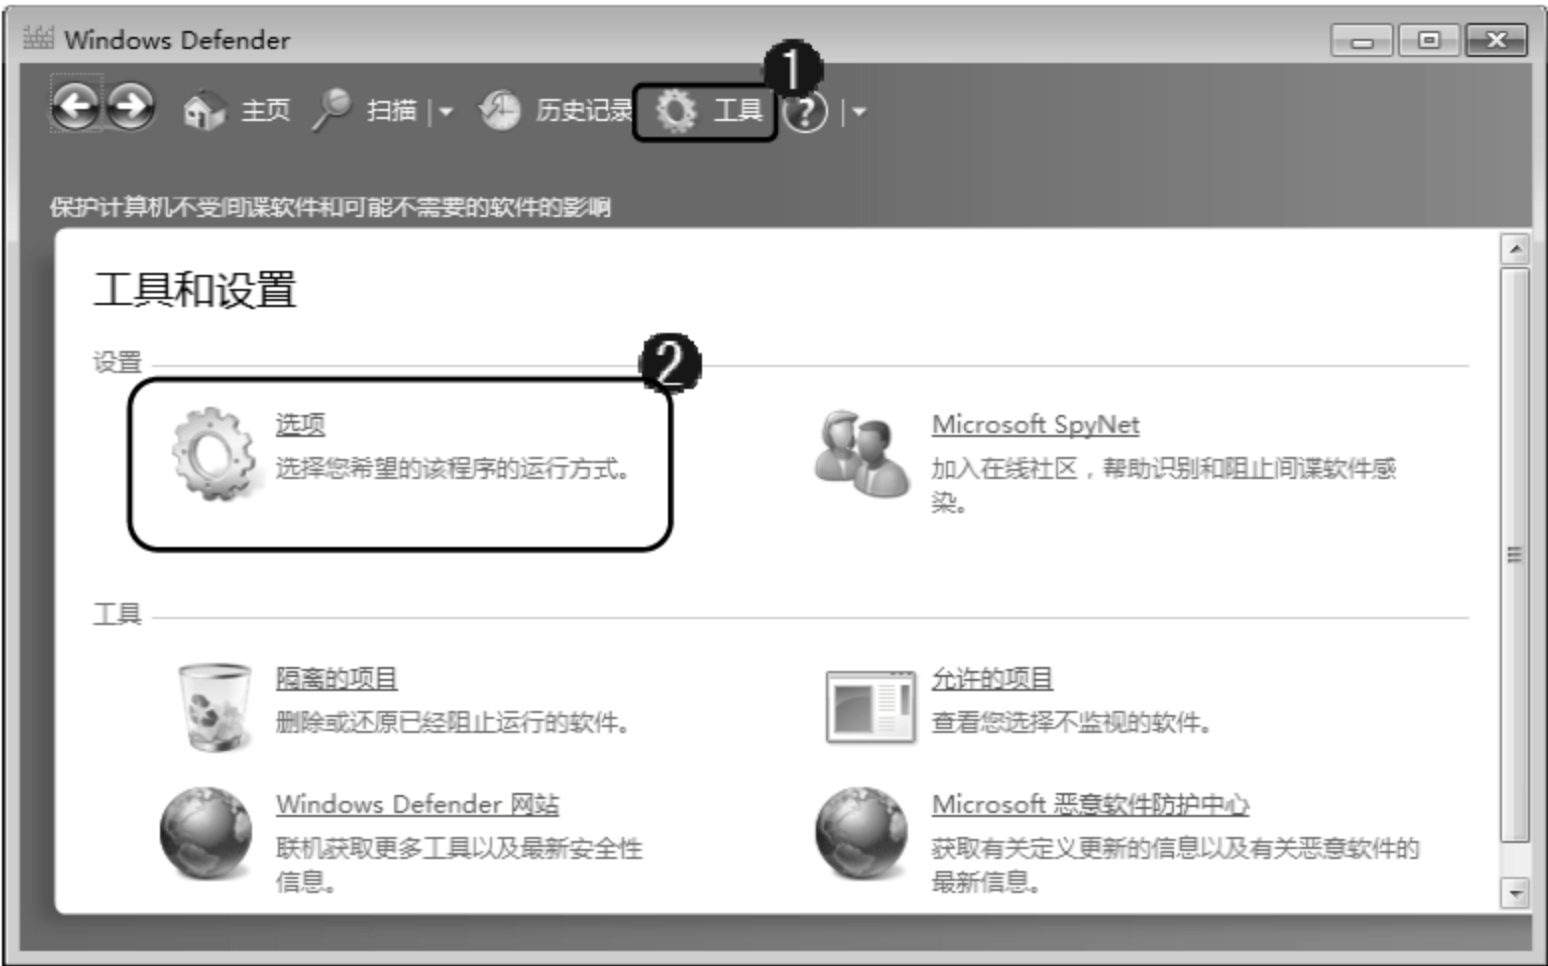 Windows Defender
主页 扫描 历史记录 工具 ?
1
保护计算机不受间谍软件和可能不需要的软件的影响
工具和设置
设置
2
选项
选择您希望的该程序的运行方式。
Microsoft SpyNet
加入在线社区，帮助识别和阻止间谍软件感
染。
工具
隔离的项目
删除或还原已经阻止运行的软件。
允许的项目
查看您选择不监视的软件。
Windows Defender 网站
联机获取更多工具以及最新安全性
信息。
Microsoft 恶意软件防护中心
获取有关定义更新的信息以及有关恶意软件的
最新信息。